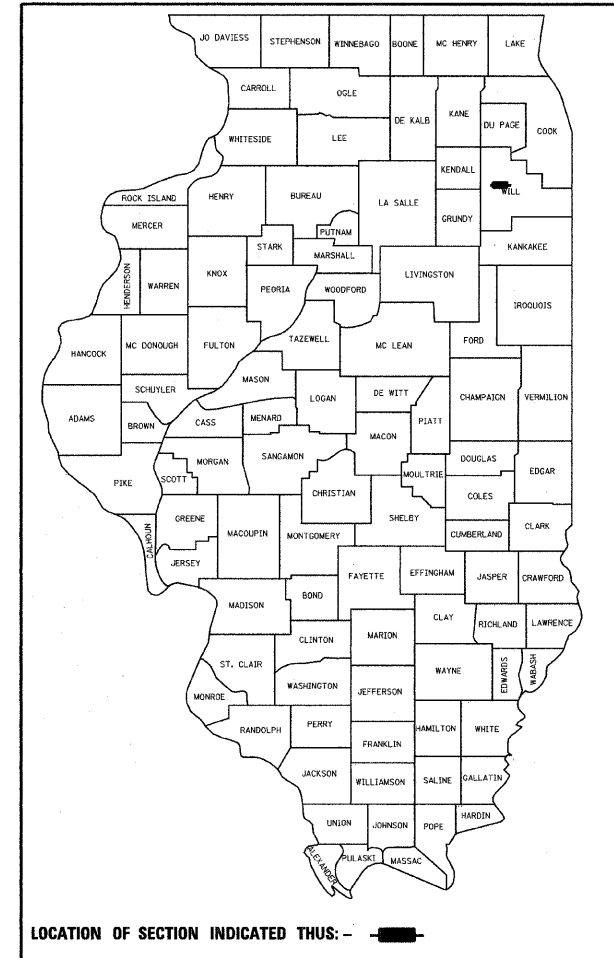 JO DAVIESS STEPHENSON WINNEBAGO BOONE MC HENRY LAKE
CARROLL OGLE DE KALB KANE DU PAGE COOK
WHITESIDE LEE
KENDALL
ROCK ISLAND HENRY BUREAU LA SALLE GRUNDY WILL
MERCER PUTNAM
STARK MARSHALL KANKAKEE
HENDERSON WARREN KNOX PEORIA WOODFORD LIVINGSTON IROQUOIS
FORD
HANCOCK MC DONOUGH FULTON TAZEWELL MC LEAN
MASON
SCHUYLER LOGAN DE WITT CHAMPAIGN VERMILION
ADAMS BROWN CASS MENARD MACON PIATT
MORGAN SANGAMON DOUGLAS EDGAR
PIKE SCOTT CHRISTIAN MOULTRIE COLES
CALHOUN GREENE MACOUPIN MONTGOMERY SHELBY CUMBERLAND CLARK
JERSEY
FAYETTE EFFINGHAM JASPER CRAWFORD
MADISON BOND
CLAY RICHLAND LAWRENCE
CLINTON MARION
ST. CLAIR WAYNE EDWARDS WABASH
WASHINGTON JEFFERSON
MONROE
RANDOLPH PERRY HAMILTON WHITE
FRANKLIN
JACKSON WILLIAMSON SALINE GALLATIN
HARDIN
UNION JOHNSON POPE
ALEXANDER PULASKI MASSAC
LOCATION OF SECTION INDICATED THUS: -